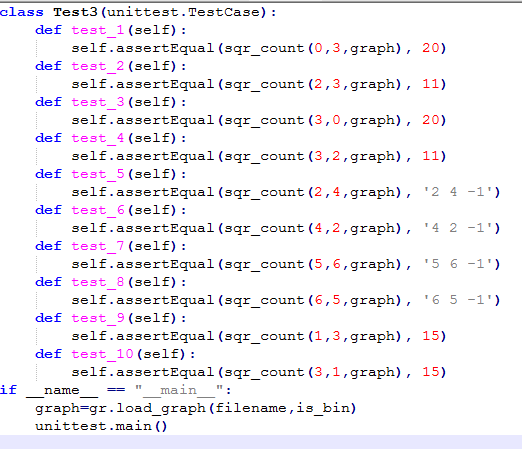 class Test3(unittest.TestCase):
    def test_1(self):
        self.assertEqual(sqr_count(0,3,graph), 20)
    def test_2(self):
        self.assertEqual(sqr_count(2,3,graph), 11)
    def test_3(self):
        self.assertEqual(sqr_count(3,0,graph), 20)
    def test_4(self):
        self.assertEqual(sqr_count(3,2,graph), 11)
    def test_5(self):
        self.assertEqual(sqr_count(2,4,graph), '2 4 -1')
    def test_6(self):
        self.assertEqual(sqr_count(4,2,graph), '4 2 -1')
    def test_7(self):
        self.assertEqual(sqr_count(5,6,graph), '5 6 -1')
    def test_8(self):
        self.assertEqual(sqr_count(6,5,graph), '6 5 -1')
    def test_9(self):
        self.assertEqual(sqr_count(1,3,graph), 15)
    def test_10(self):
        self.assertEqual(sqr_count(3,1,graph), 15)
if __name__ == "__main__":
    graph=gr.load_graph(filename,is_bin)
    unittest.main()